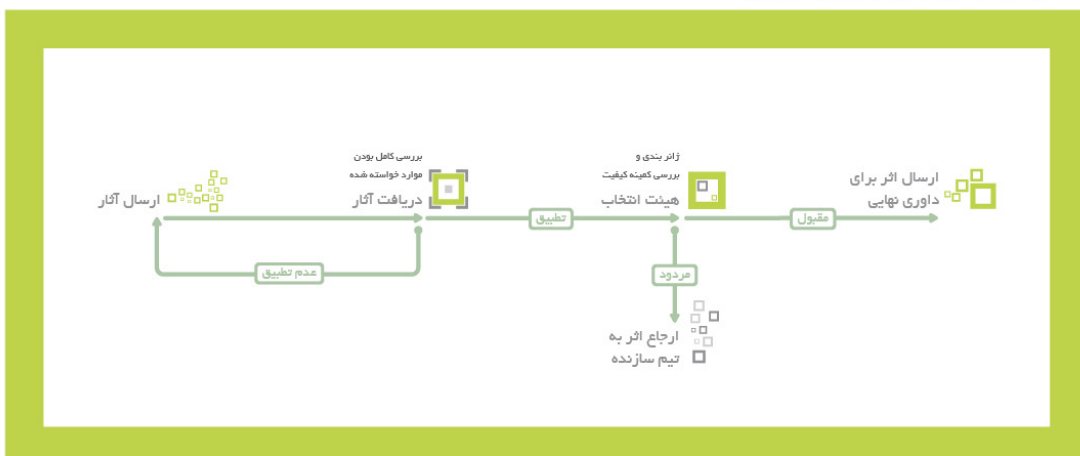 ارسال آثار
بررسی کامل بودن
موارد خواسته شده
دریافت آثار
عدم تطبیق
تطبیق
ژانر بندی و
بررسی کمینه کیفیت
هیئت انتخاب
مردود
ارجاع اثر به
تیم سازنده
مقبول
ارسال اثر برای
داوری نهایی